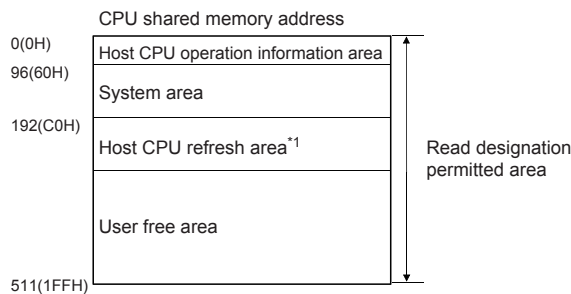 CPU shared memory address
0(0H)
Host CPU operation information area
96(60H)
System area
192(C0H)
Host CPU refresh area*1
Read designation
permitted area
User free area
511(1FFH)